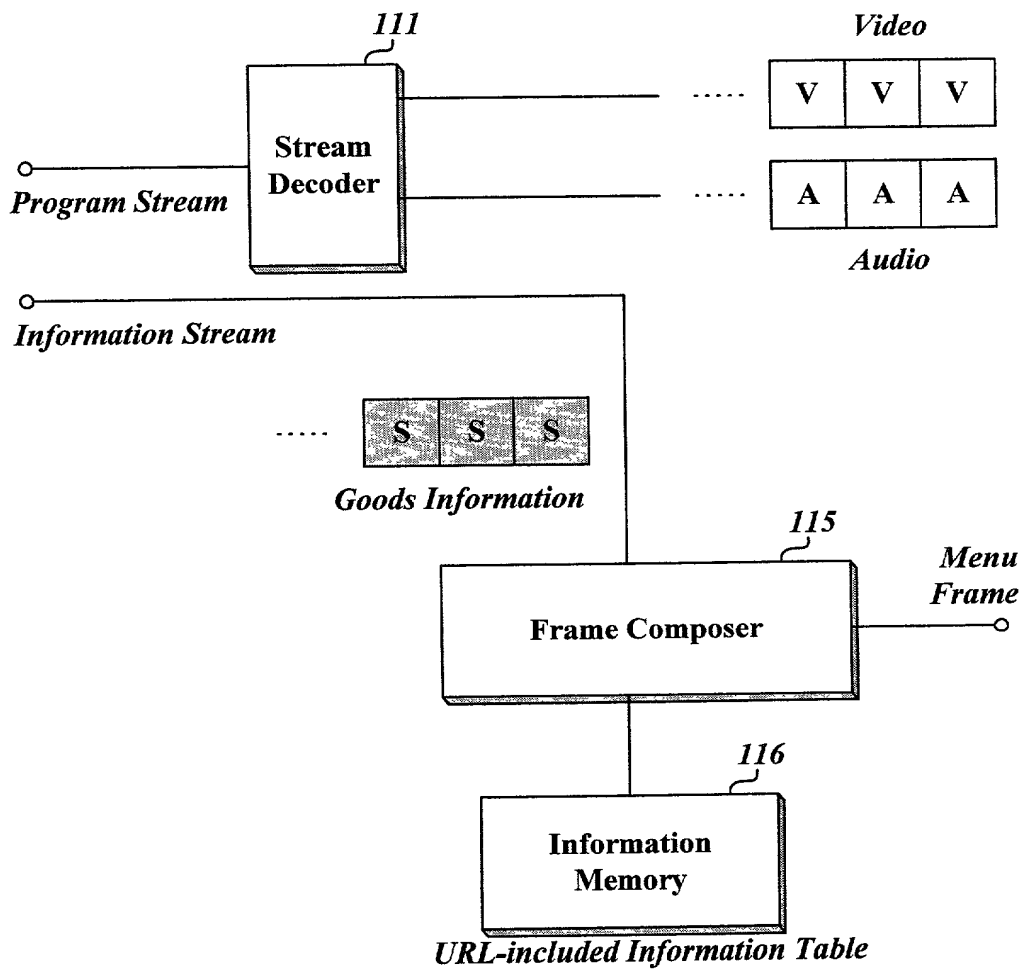 111
Video
V V V
Stream
Decoder
Program Stream
A A A
Audio
Information Stream
S S S
Goods Information
115
Menu
Frame
Frame Composer
116
Information
Memory
URL-included Information Table